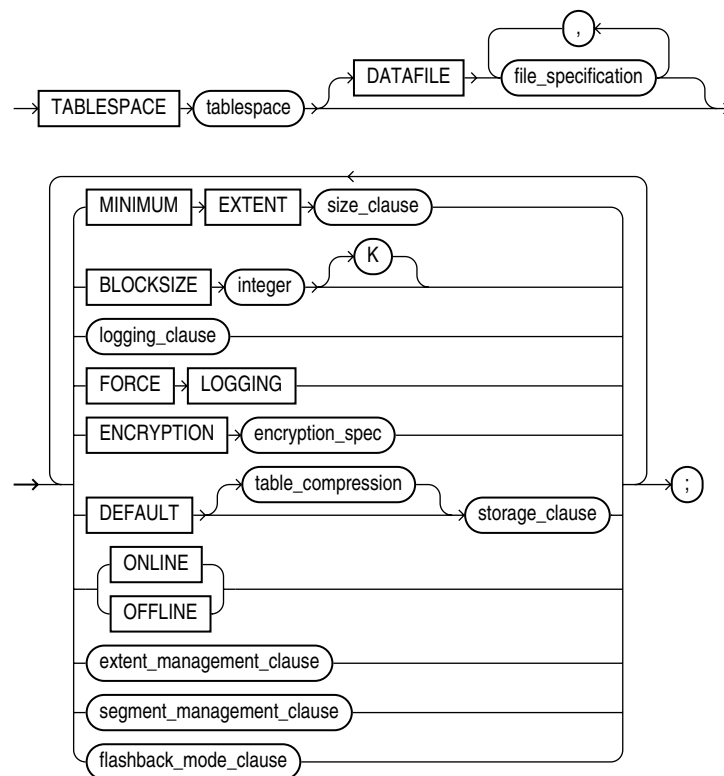 ,
DATAFILE file_specification
TABLESPACE tablespace
MINIMUM EXTENT size_clause
K
BLOCKSIZE integer
logging_clause
FORCE LOGGING
ENCRYPTION encryption_spec
table_compression
;
DEFAULT storage_clause
ONLINE
OFFLINE
extent_management_clause
segment_management_clause
flashback_mode_clause